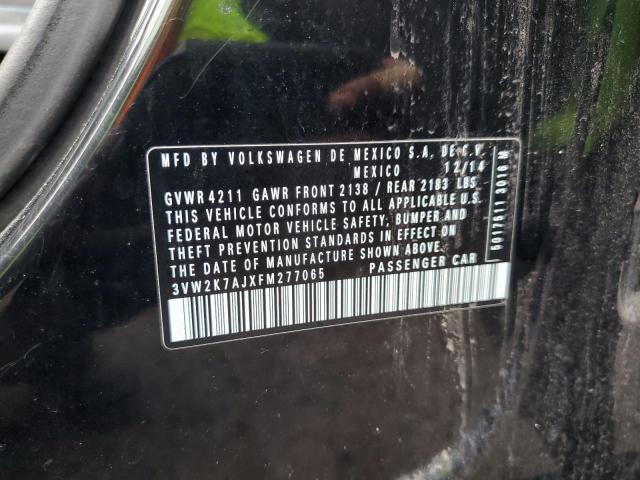 MFD BY VOLKSWAGEN DE MEXICO S.A. DE C.V.
MEXICO 12/14
GVWR 4211 GAWR FRONT 2138 / REAR 2183 LBS
THIS VEHICLE CONFORMS TO ALL APPLICABLE U.S.
FEDERAL MOTOR VEHICLE SAFETY, BUMPER AND
THEFT PREVENTION STANDARDS IN EFFECT ON
THE DATE OF MANUFACTURE SHOWN ABOVE.
3VW2K7AJXFM277065 PASSENGER CAR
5017611 3016 M